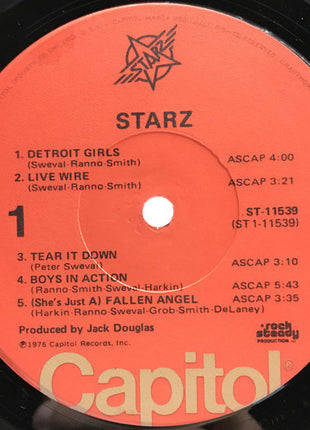 STARZ
STARZ
1. DETROIT GIRLS
(Sweval-Ranno-Smith) ASCAP 4:00
2. LIVE WIRE
(Sweval-Ranno-Smith) ASCAP 3:21
1
ST-11539
(ST 1-11539)
3. TEAR IT DOWN
(Peter Sweval) ASCAP 3:10
4. BOYS IN ACTION
(Ranno-Smith-Sweval-Harkin) ASCAP 5:43
5. (She's Just A) FALLEN ANGEL ASCAP 3:35
(Harkin-Ranno-Sweval-Grob-Smith-DeLaney)
Produced by Jack Douglas
℗1976 Capitol Records, Inc.
rock steady
PRODUCTION
Capitol